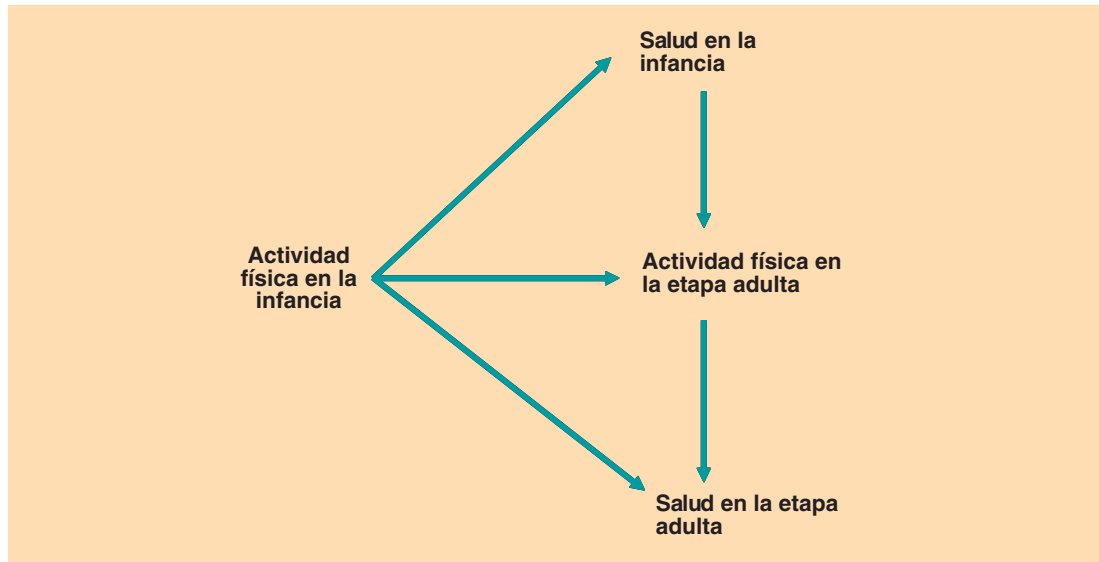 Salud en la
infancia
Actividad
física en la
infancia
Actividad física en
la etapa adulta
Salud en la etapa
adulta